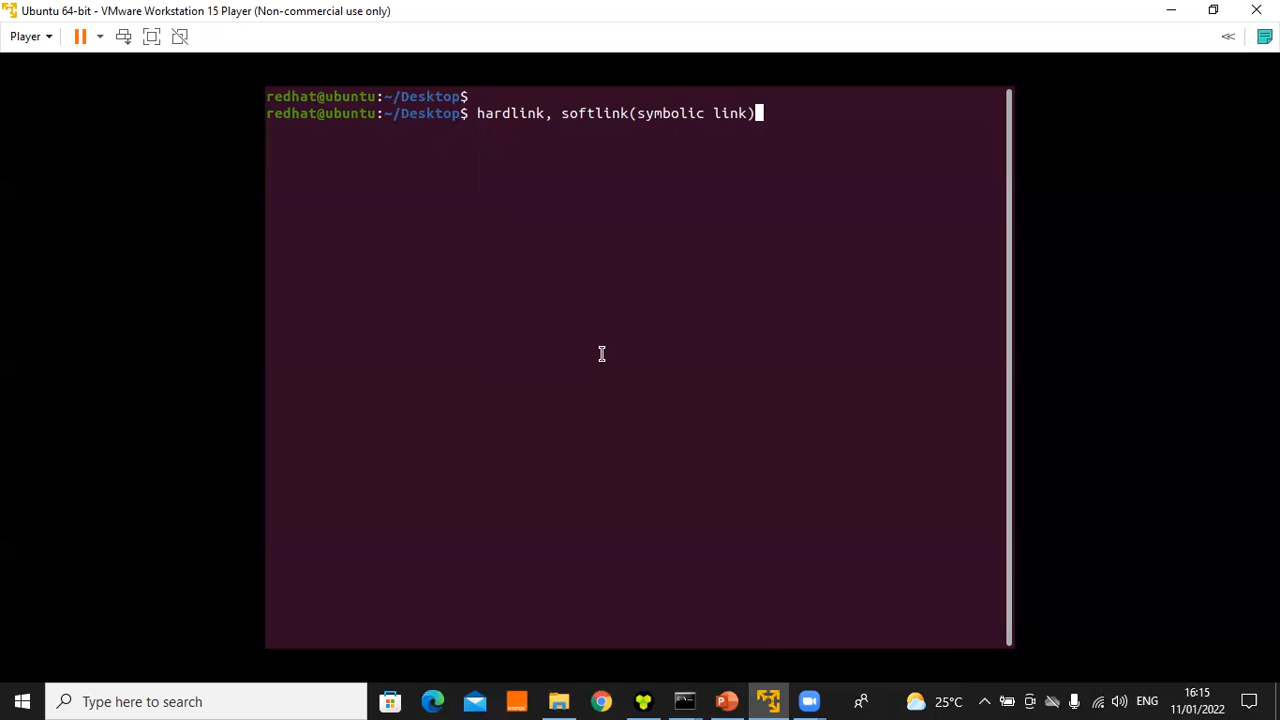 Ubuntu 64-bit - VMware Workstation 15 Player (Non-commercial use only)
Player
redhat@ubuntu:~/Desktop$
redhat@ubuntu:~/Desktop$ hardlink, softlink(symbolic link)
Type here to search
25°C
ENG
16:15
11/01/2022